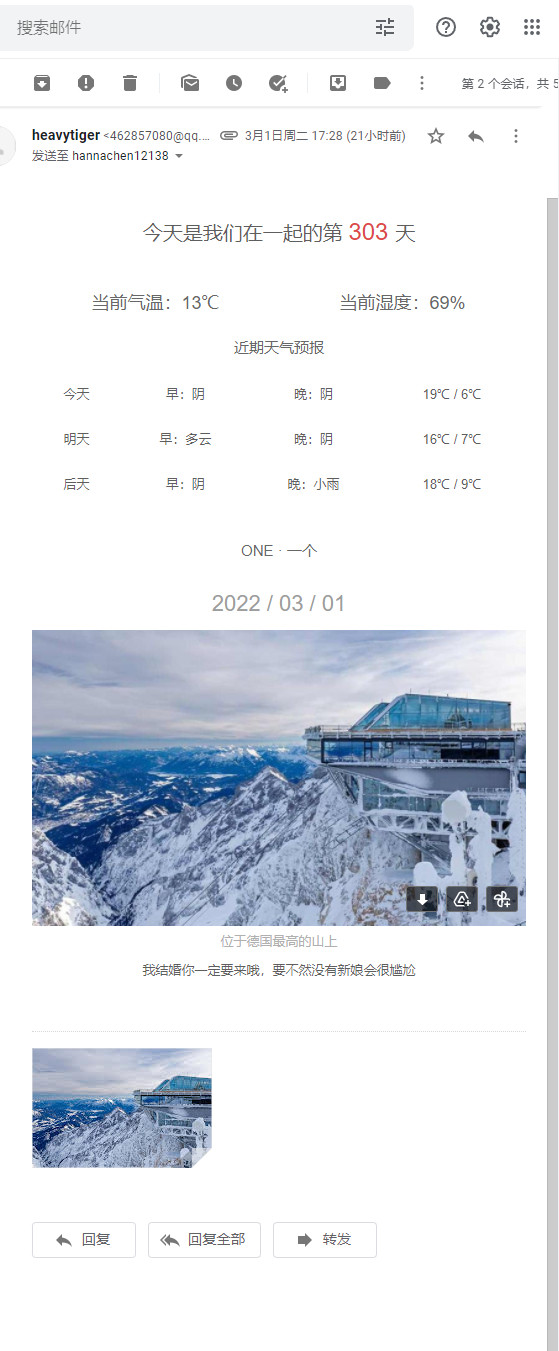 搜索邮件
第 2 个会话，共 5
heavytiger <462857080@qq.... 3月1日周二 17:28 (21小时前)
发送至 hannachen12138
今天是我们在一起的第 303 天
当前气温：13℃ 当前湿度：69%
近期天气预报
今天 早：阴 晚：阴 19℃ / 6℃
明天 早：多云 晚：阴 16℃ / 7℃
后天 早：阴 晚：小雨 18℃ / 9℃
ONE · 一个
2022 / 03 / 01
位于德国最高的山上
我结婚你一定要来哦，要不然没有新娘会很尴尬
回复 回复全部 转发